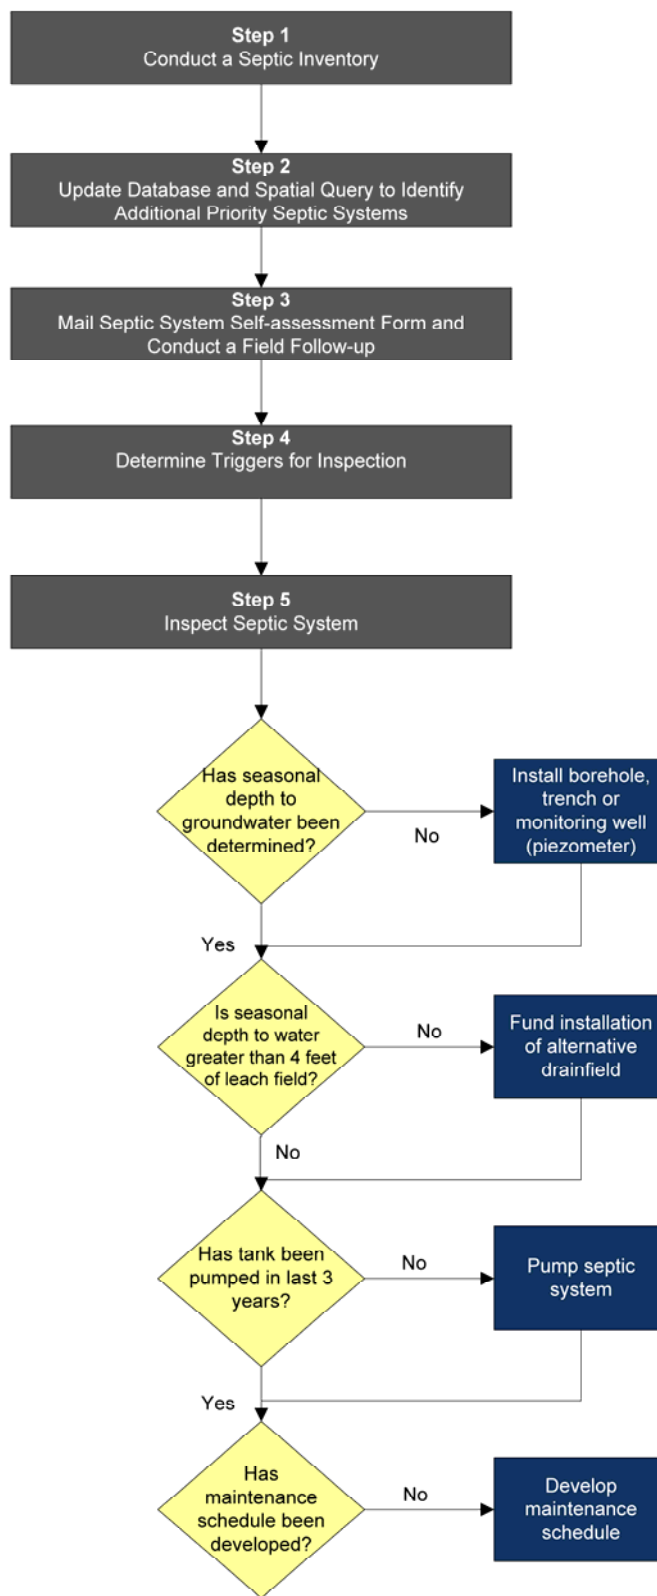 Step 1
Conduct a Septic Inventory
Step 2
Update Database and Spatial Query to Identify
Additional Priority Septic Systems
Step 3
Mail Septic System Self-assessment Form and
Conduct a Field Follow-up
Step 4
Determine Triggers for Inspection
Step 5
Inspect Septic System
Has seasonal
depth to
groundwater been
determined?
No
Install borehole,
trench or
monitoring well
(piezometer)
Yes
Is seasonal
depth to water
greater than 4 feet
of leach field?
No
Fund installation
of alternative
drainfield
No
Has tank been
pumped in last 3
years?
No
Pump septic
system
Yes
Has
maintenance
schedule been
developed?
No
Develop
maintenance
schedule